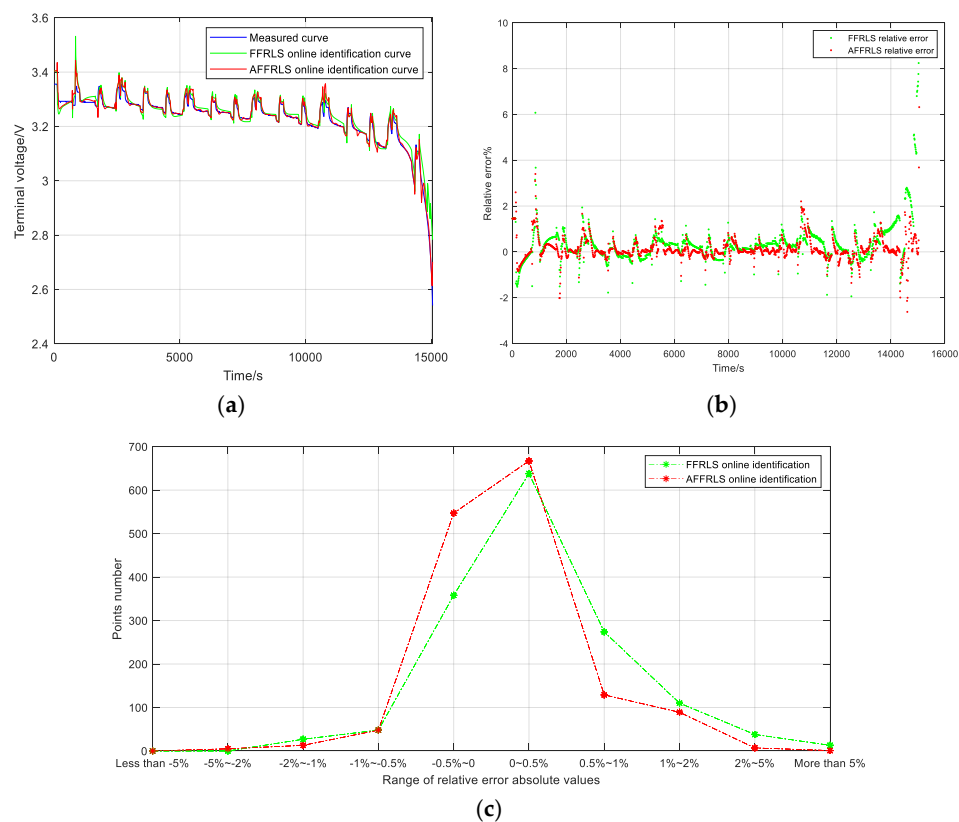 3.6
3.4
3.2
3
2.8
2.6
2.4
Terminal voltage/V
Measured curve
FFRLS online identification curve
AFFRLS online identification curve
0
5000
10000
15000
Time/s
(a)
10
8
6
4
2
0
-2
-4
Relative error%
FFRLS relative error
AFFRLS relative error
0
2000
4000
6000
8000
10000
12000
14000
16000
Time/s
(b)
700
600
500
400
300
200
100
0
Points number
FFRLS online identification
AFFRLS online identification
Less than -5%
-5%~-2%
-2%~-1%
-1%~-0.5%
-0.5%~0
0~0.5%
0.5%~1%
1%~2%
2%~5%
More than 5%
Range of relative error absolute values
(c)